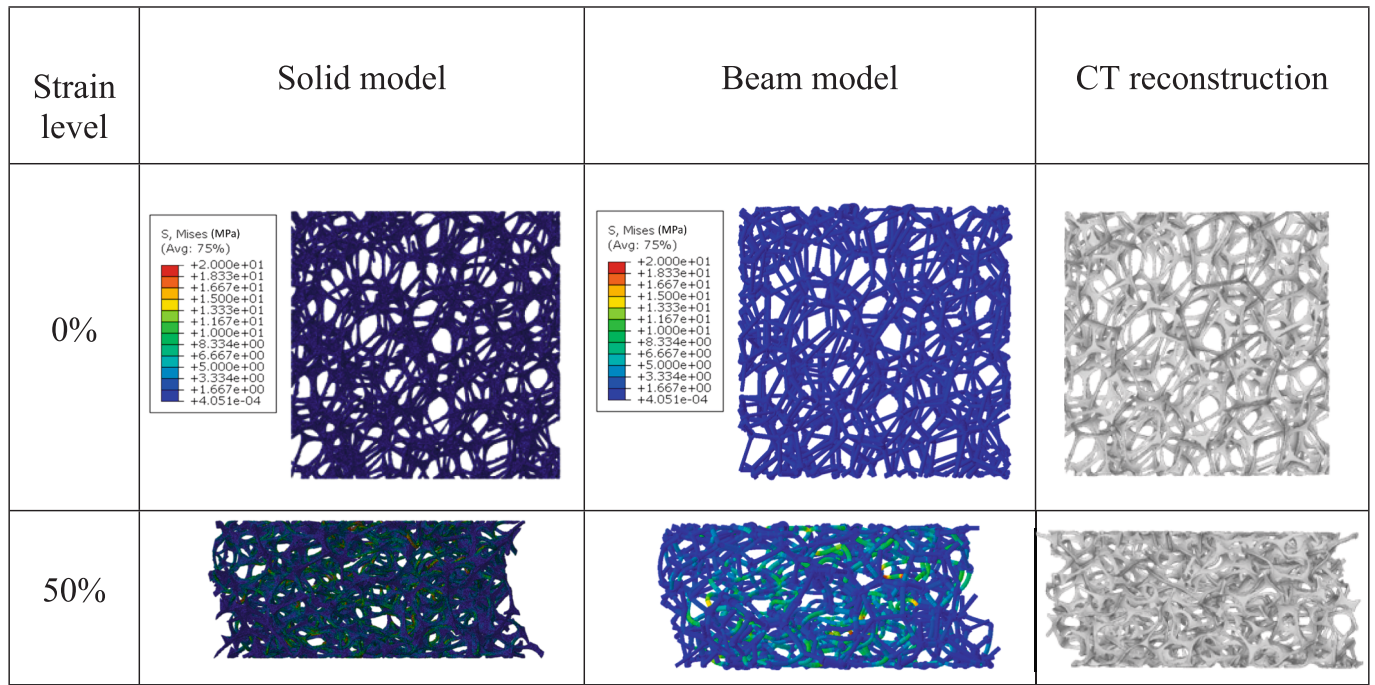 Strain
level
Solid model
Beam model
CT reconstruction
0%
S, Mises (MPa)
(Avg: 75%)
+2.000e+01
+1.833e+01
+1.667e+01
+1.500e+01
+1.333e+01
+1.167e+01
+1.000e+01
+8.334e+00
+6.667e+00
+5.000e+00
+3.334e+00
+1.667e+00
+4.051e-04
S, Mises (MPa)
(Avg: 75%)
+2.000e+01
+1.833e+01
+1.667e+01
+1.500e+01
+1.333e+01
+1.167e+01
+1.000e+01
+8.334e+00
+6.667e+00
+5.000e+00
+3.334e+00
+1.667e+00
+4.051e-04
50%